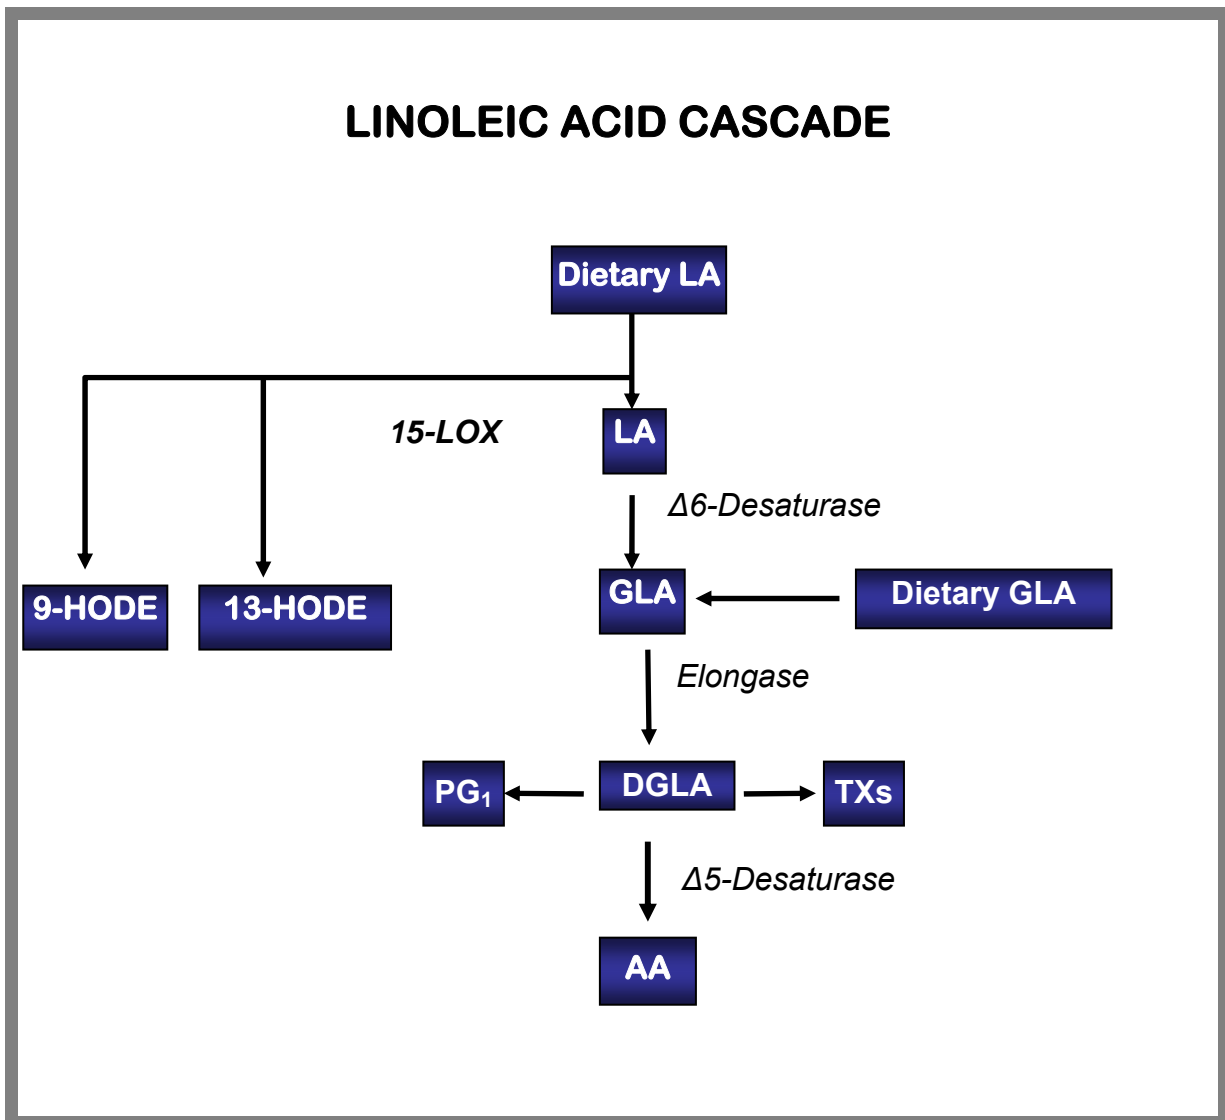 LINOLEIC ACID CASCADE
Dietary LA
15-LOX
LA
Δ6-Desaturase
9-HODE
13-HODE
GLA
Dietary GLA
Elongase
PG₁
DGLA
TXs
Δ5-Desaturase
AA